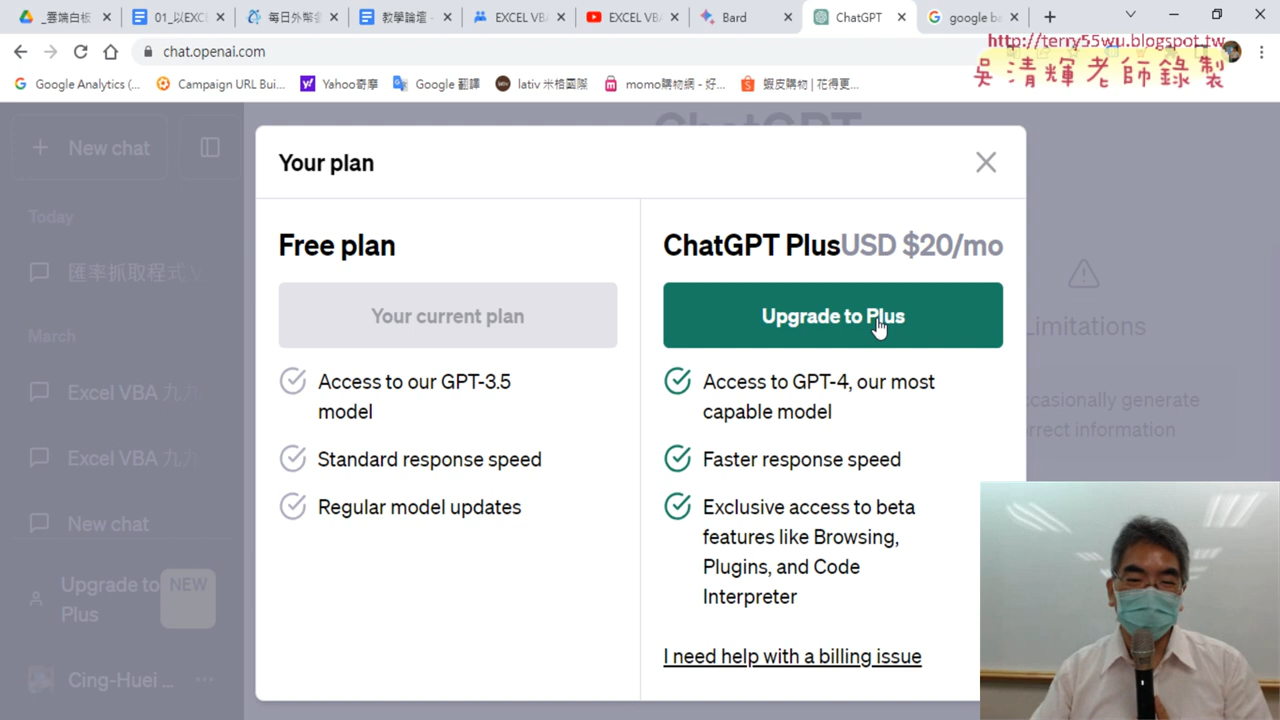 _雲端白板
01_以EXC
每日外幣參
教學論壇 -
EXCEL VB
EXCEL VB
Bard
ChatGPT
google ba
chat.openai.com
http://terry55wu.blogspot.tw
吳清輝老師錄製
Google Analytics (...
Campaign URL Bui...
Yahoo奇摩
Google 翻譯
lativ 米格國際
momo購物網 - 好...
蝦皮購物 | 花得更...
ChatGPT
New chat
Your plan
Today
Free plan
ChatGPT Plus USD $20/mo
匯率抓取程式 V
Your current plan
Upgrade to Plus
Limitations
March
Access to our GPT-3.5
model
Access to GPT-4, our most
capable model
Excel VBA 九九
ccasionally generate
rrect information
Standard response speed
Faster response speed
Excel VBA 九九
Regular model updates
Exclusive access to beta
features like Browsing,
Plugins, and Code
Interpreter
New chat
Upgrade to
Plus
NEW
I need help with a billing issue
Cing-Huei ...